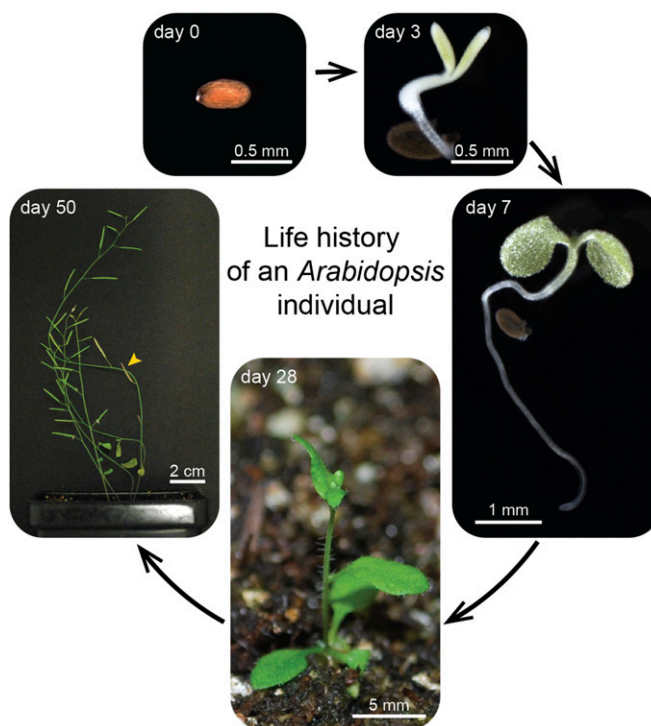 day 0
0.5 mm
day 3
0.5 mm
day 50
2 cm
Life history
of an Arabidopsis
individual
day 7
1 mm
day 28
5 mm